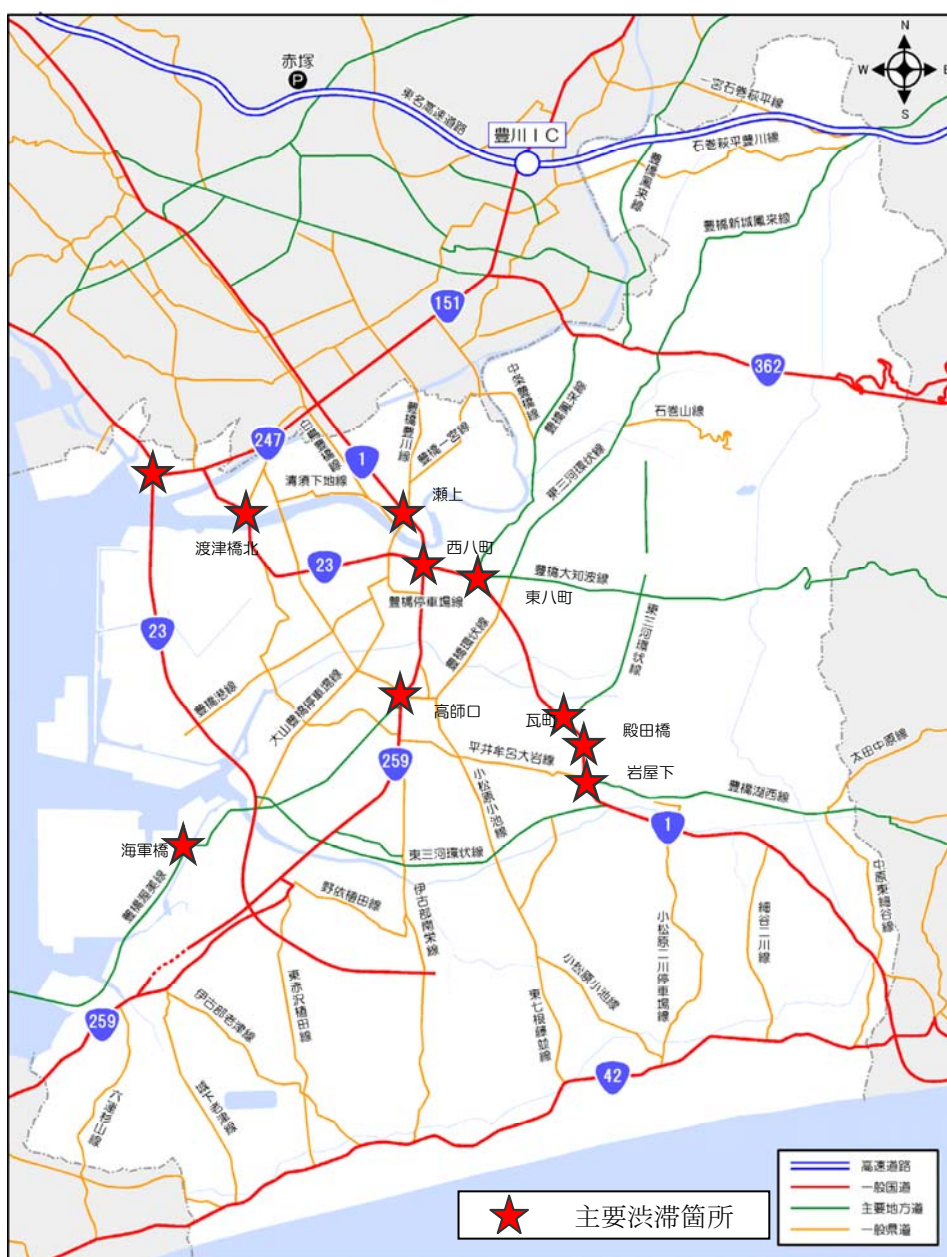 赤塚
P
東名高速道路
豊川IC
一宮石巻萩平線
石巻萩平豊川線
N
W
E
S
豊橋鳳来線
豊橋新城鳳来線
151
362
247
1
豊橋豊川線
豊橋一宮線
豊橋鳳来線
石巻山線
東三河環状線
清須下地線
瀬上
渡津橋北
23
西八町
東八町
豊橋大知波線
豊橋停車場線
豊橋環状線
東三河環状線
23
豊橋港線
大山豊橋停車場線
高師口
259
平井牟呂大岩線
瓦町
殿田橋
岩屋下
太田中原線
豊橋湖西線
1
小松原小池線
海軍橋
東三河環状線
豊橋渥美線
野依植田線
伊古部南栄線
小松原二川停車場線
細谷二川線
中原東細谷線
小松原小池線
東赤沢植田線
東七根藤並線
伊古部老津線
259
城下老津線
六連杉山線
42
主要渋滞箇所
高速道路
一般国道
主要地方道
一般県道